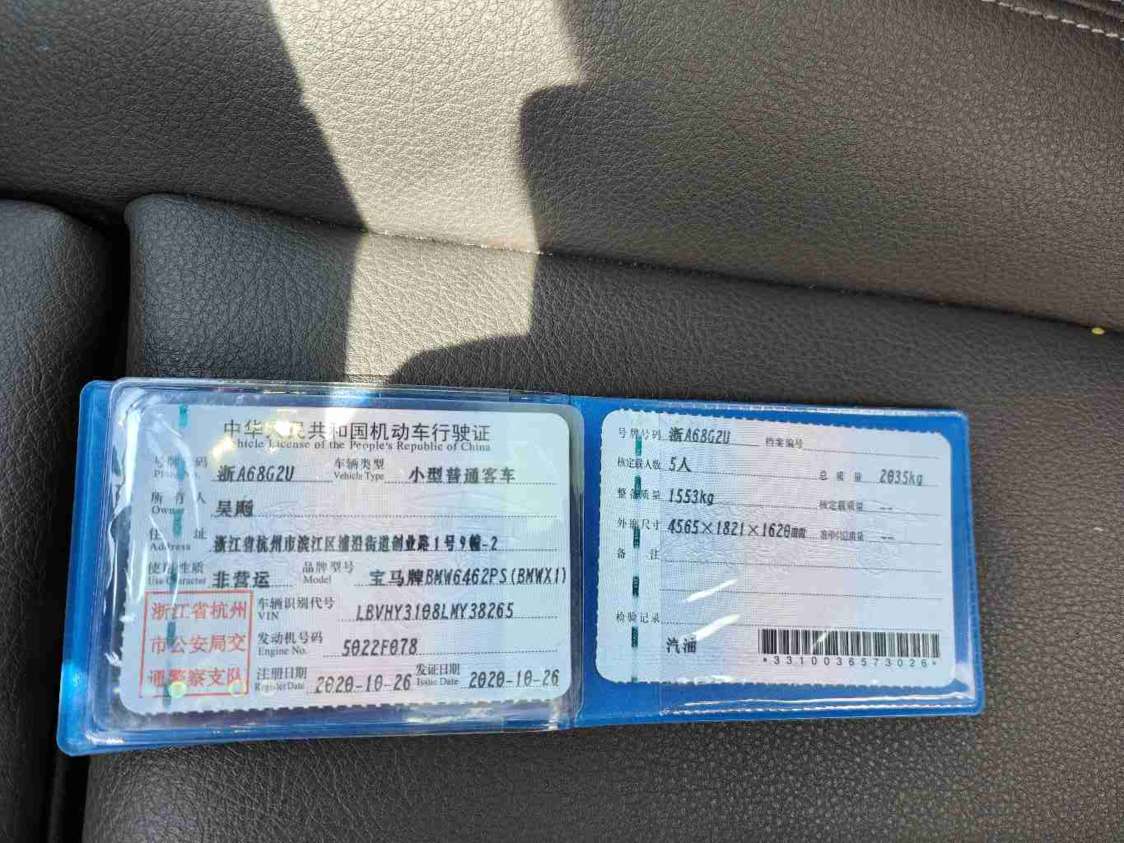 中华人民共和国机动车行驶证
Vehicle License of the People's Republic of China
号牌号码 浙A68G2U 车辆类型 Vehicle Type 小型普通客车
所有人 Owner 吴飚
住址 Address 浙江省杭州市滨江区浦沿街道创业路1号9幢-2
使用性质 Use Character 非营运 品牌型号 Model 宝马牌BMW6462PS(BMWX1)
浙江省杭州市公安局交通警察支队
车辆识别代号 VIN LBVHY3108LMY38265
发动机号码 Engine No. 5022F078
注册日期 Register Date 2020-10-26 发证日期 Issue Date 2020-10-26
号牌号码 浙A68G2U 档案编号
核定载人数 5人 总质量 2035kg
整备质量 1553kg 核定载质量 --
外廓尺寸 4565×1821×1620mm 准牵引总质量 --
备注
检验记录
汽油
*3310036573026*